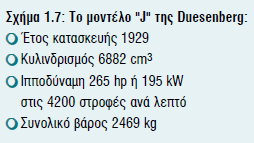 Σχήμα 1.7: Το μοντέλο "J" της Duesenberg:
Έτος κατασκευής 1929
Κυλινδρισμός 6882 cm³
Ιπποδύναμη 265 hp ή 195 kW
στις 4200 στροφές ανά λεπτό
Συνολικό βάρος 2469 kg